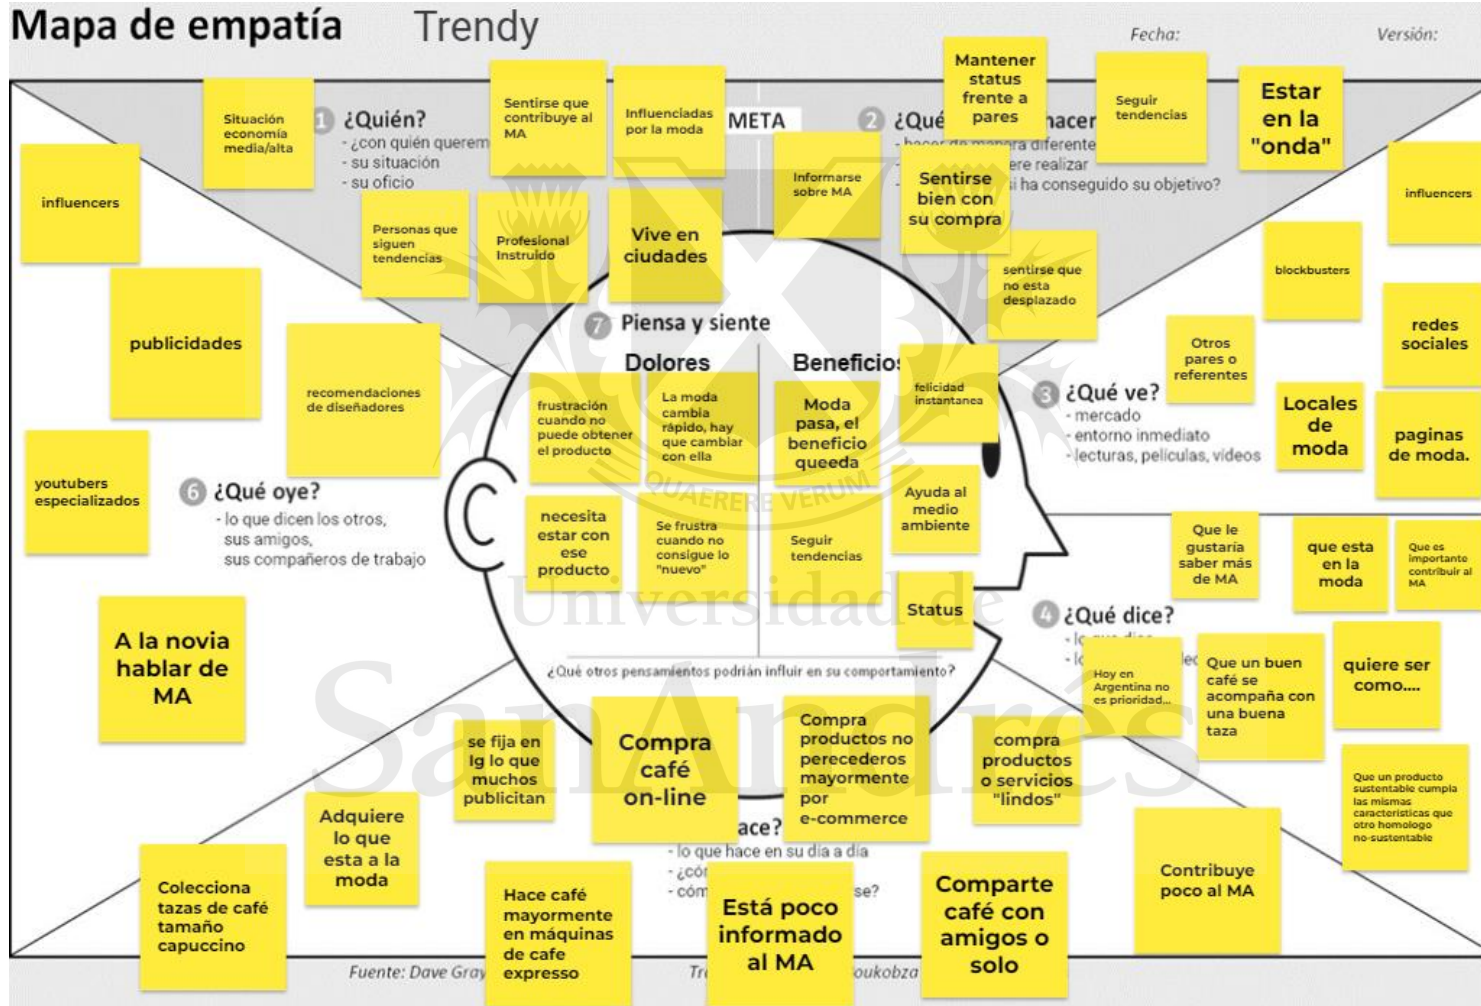 Mapa de empatía
Trendy
Fecha:
Versión:
1 ¿Quién?
- ¿con quién querem
- su situación
- su oficio
Situación
economía
media/alta
Sentirse que
contribuye al
MA
Influenciadas
por la moda
Personas que
siguen
tendencias
Profesional
Instruido
Vive en
ciudades
META
2 ¿Qué
hacer
- hacer de manera diferente
ere realizar
si ha conseguido su objetivo?
Mantener
status
frente a
pares
Seguir
tendencias
Estar
en la
"onda"
Informarse
sobre MA
Sentirse
bien con
su compra
sentirse que
no esta
desplazado
3 ¿Qué ve?
- mercado
- entorno inmediato
- lecturas, películas, vídeos
influencers
blockbusters
redes
sociales
Otros
pares o
referentes
Locales
de
moda
paginas
de moda.
4 ¿Qué dice?
- lo que dice
Que le
gustaría
saber más
de MA
que esta
en la
moda
Que es
importante
contribuir al
MA
Hoy en
Argentina no
es prioridad...
Que un buen
café se
acompaña con
una buena
taza
quiere ser
como....
Que un producto
sustentable cumpla
las mismas
caracteristicas que
otro homologo
no-sustentable
ace?
- lo que hace en su día a día
- ¿có
- cóm
se?
se fija en
Ig lo que
muchos
publicitan
Compra
café
on-line
Compra
productos no
perecederos
mayormente
por
e-commerce
compra
productos
o servicios
"lindos"
Adquiere
lo que
esta a la
moda
Colecciona
tazas de café
tamaño
capuccino
Hace café
mayormente
en máquinas
de cafe
expresso
Está poco
informado
al MA
Comparte
café con
amigos o
solo
Contribuye
poco al MA
6 ¿Qué oye?
- lo que dicen los otros,
sus amigos,
sus compañeros de trabajo
influencers
publicidades
recomendaciones
de diseñadores
youtubers
especializados
A la novia
hablar de
MA
7 Piensa y siente
Dolores
frustración
cuando no
puede obtener
el producto
La moda
cambia
rápido, hay
que cambiar
con ella
necesita
estar con
ese
producto
Se frustra
cuando no
consigue lo
"nuevo"
Beneficios
Moda
pasa, el
beneficio
queeda
felicidad
instantanea
Ayuda al
medio
ambiente
Seguir
tendencias
Status
¿Qué otros pensamientos podrían influir en su comportamiento?
Fuente: Dave Gray
Tra
oukobza
QUAERERE VERUM
Universidad de
SanAndrés